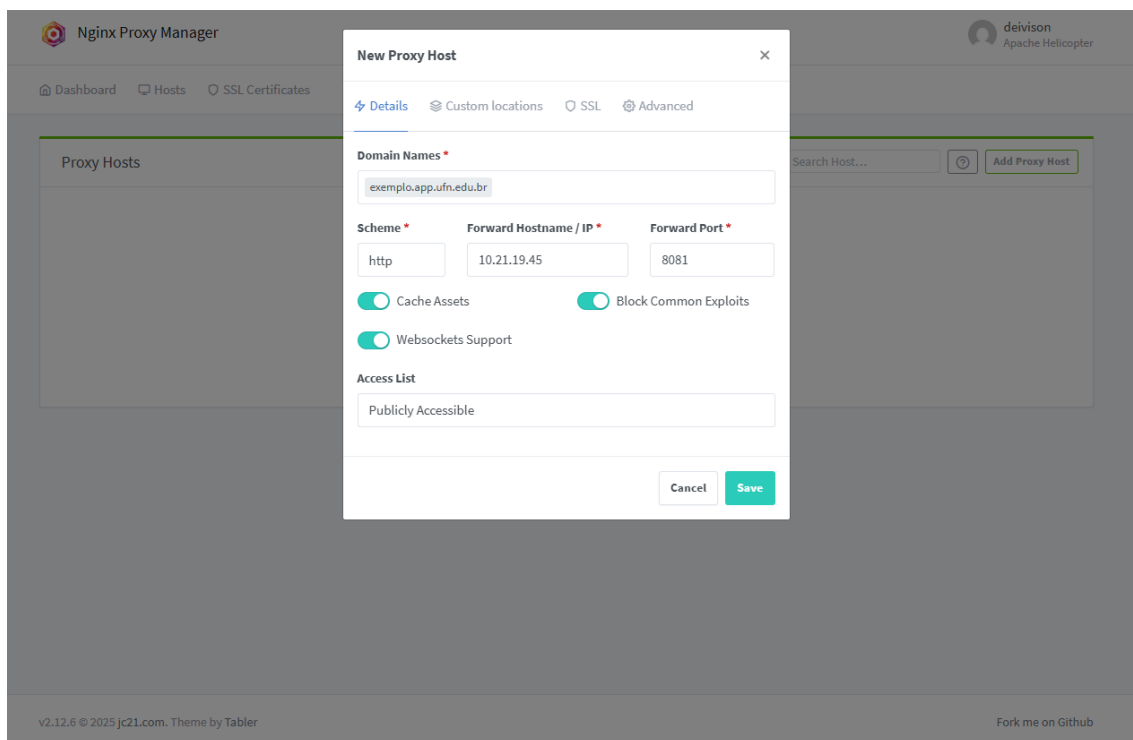 Nginx Proxy Manager
deivison
Apache Helicopter
Dashboard Hosts SSL Certificates
Proxy Hosts
Search Host...
Add Proxy Host
New Proxy Host
Details Custom locations SSL Advanced
Domain Names *
exemplo.app.ufn.edu.br
Scheme * Forward Hostname / IP * Forward Port *
http 10.21.19.45 8081
Cache Assets Block Common Exploits
Websockets Support
Access List
Publicly Accessible
Cancel Save
v2.12.6 © 2025 jc21.com. Theme by Tabler
Fork me on Github